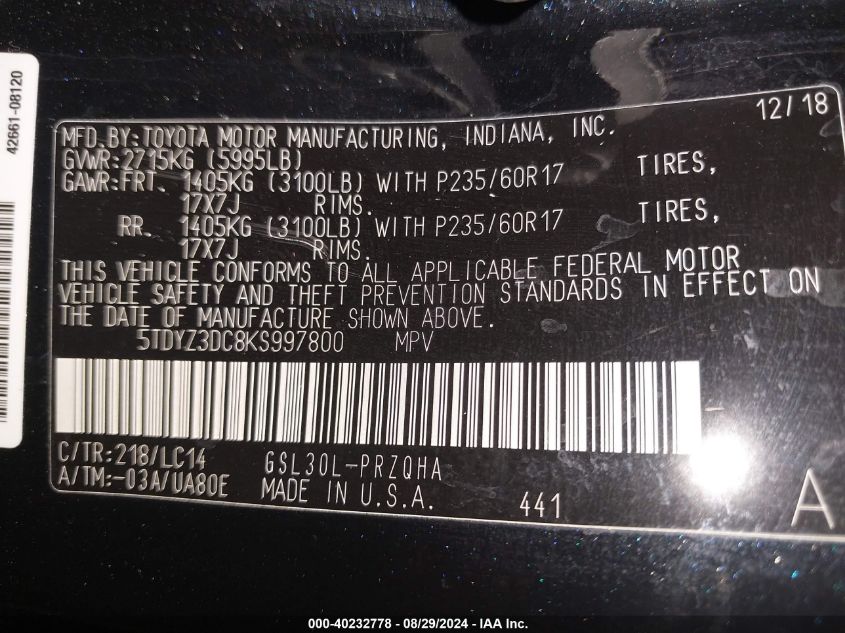 42661-08120
12/18
MFD.BY:TOYOTA MOTOR MANUFACTURING, INDIANA, INC.
GVWR:2715KG (5995LB)
GAWR:FRT. 1405KG (3100LB) WITH P235/60R17 TIRES,
17X7J RIMS.
RR. 1405KG (3100LB) WITH P235/60R17 TIRES,
17X7J RIMS.
THIS VEHICLE CONFORMS TO ALL APPLICABLE FEDERAL MOTOR
VEHICLE SAFETY AND THEFT PREVENTION STANDARDS IN EFFECT ON
THE DATE OF MANUFACTURE SHOWN ABOVE.
5TDYZ3DC8KS997800 MPV
C/TR:218/LC14 GSL30L-PRZQHA
A/TM:-03A/UA80E MADE IN U.S.A. 441 A
000-40232778 - 08/29/2024 - IAA Inc.